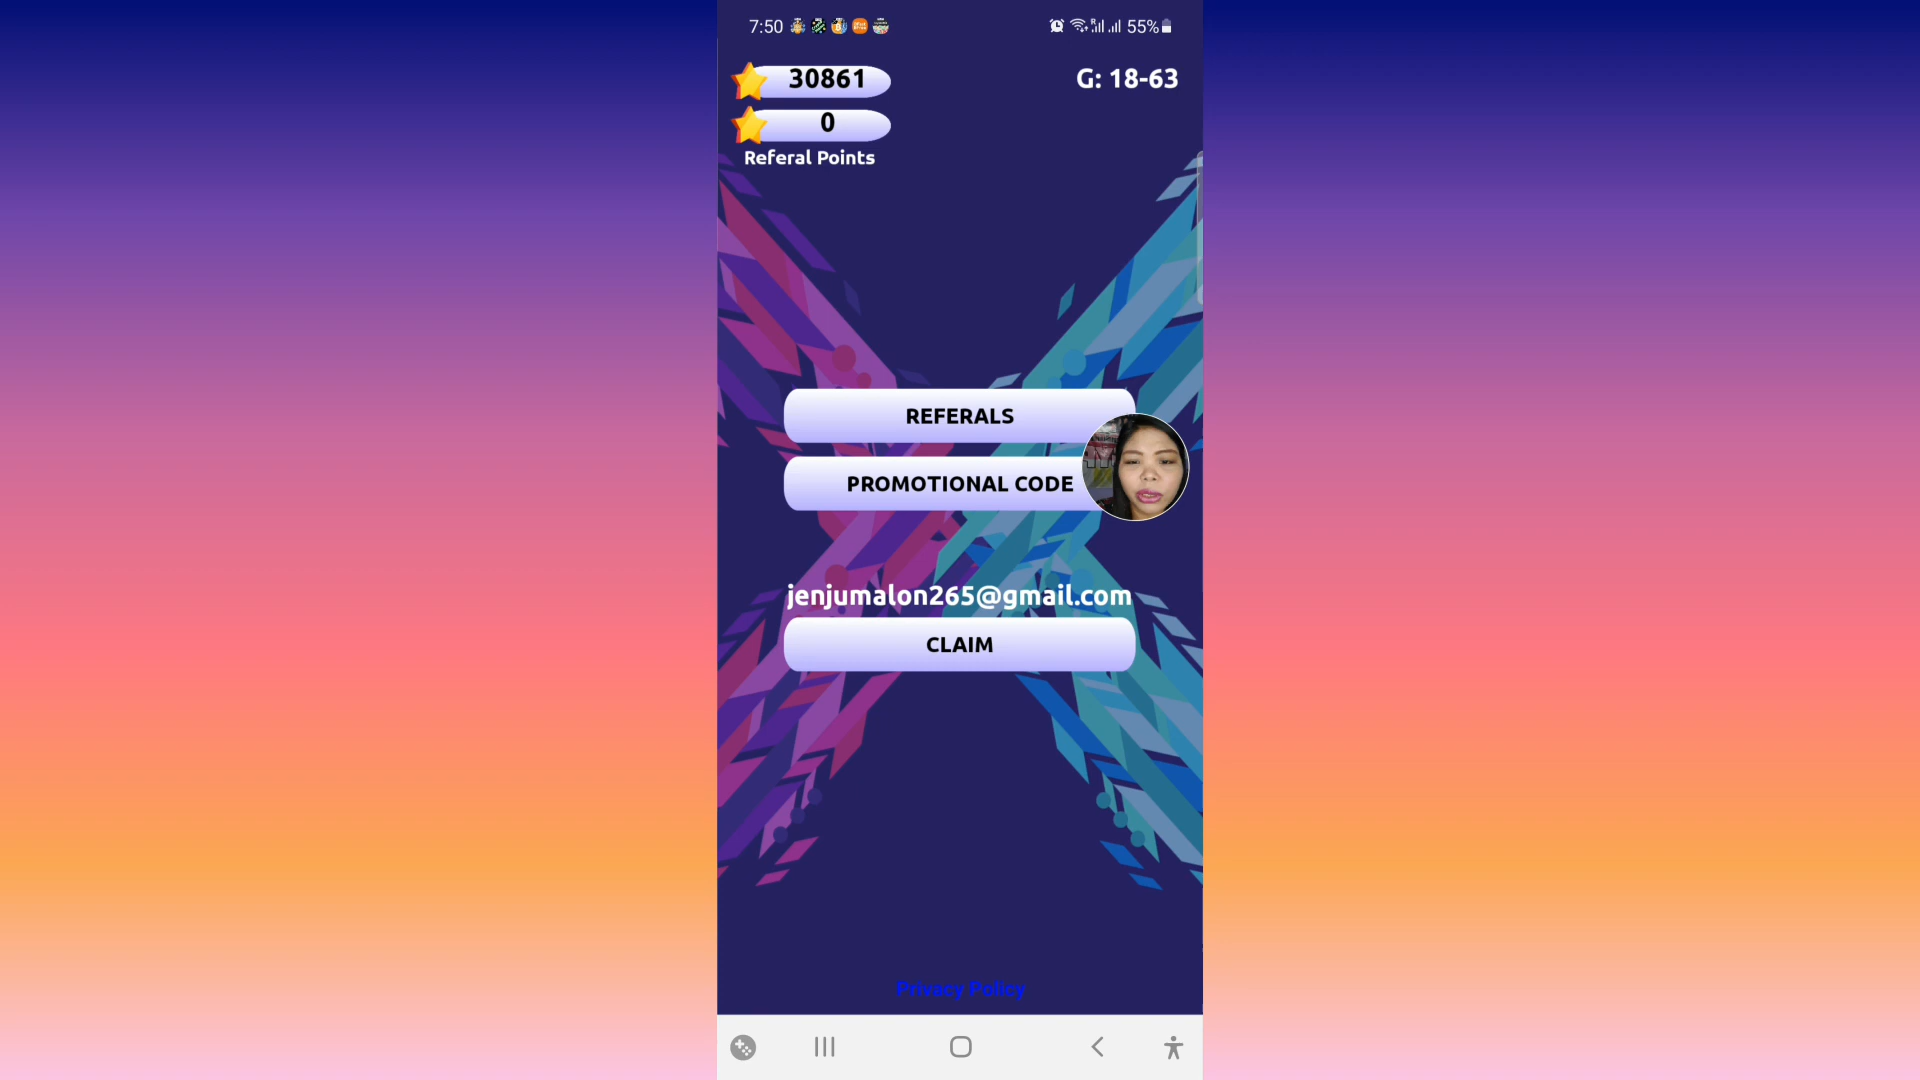 7:50
55%
30861
G: 18-63
0
Referal Points
REFERALS
PROMOTIONAL CODE
jenjumalon265@gmail.com
CLAIM
Privacy Policy